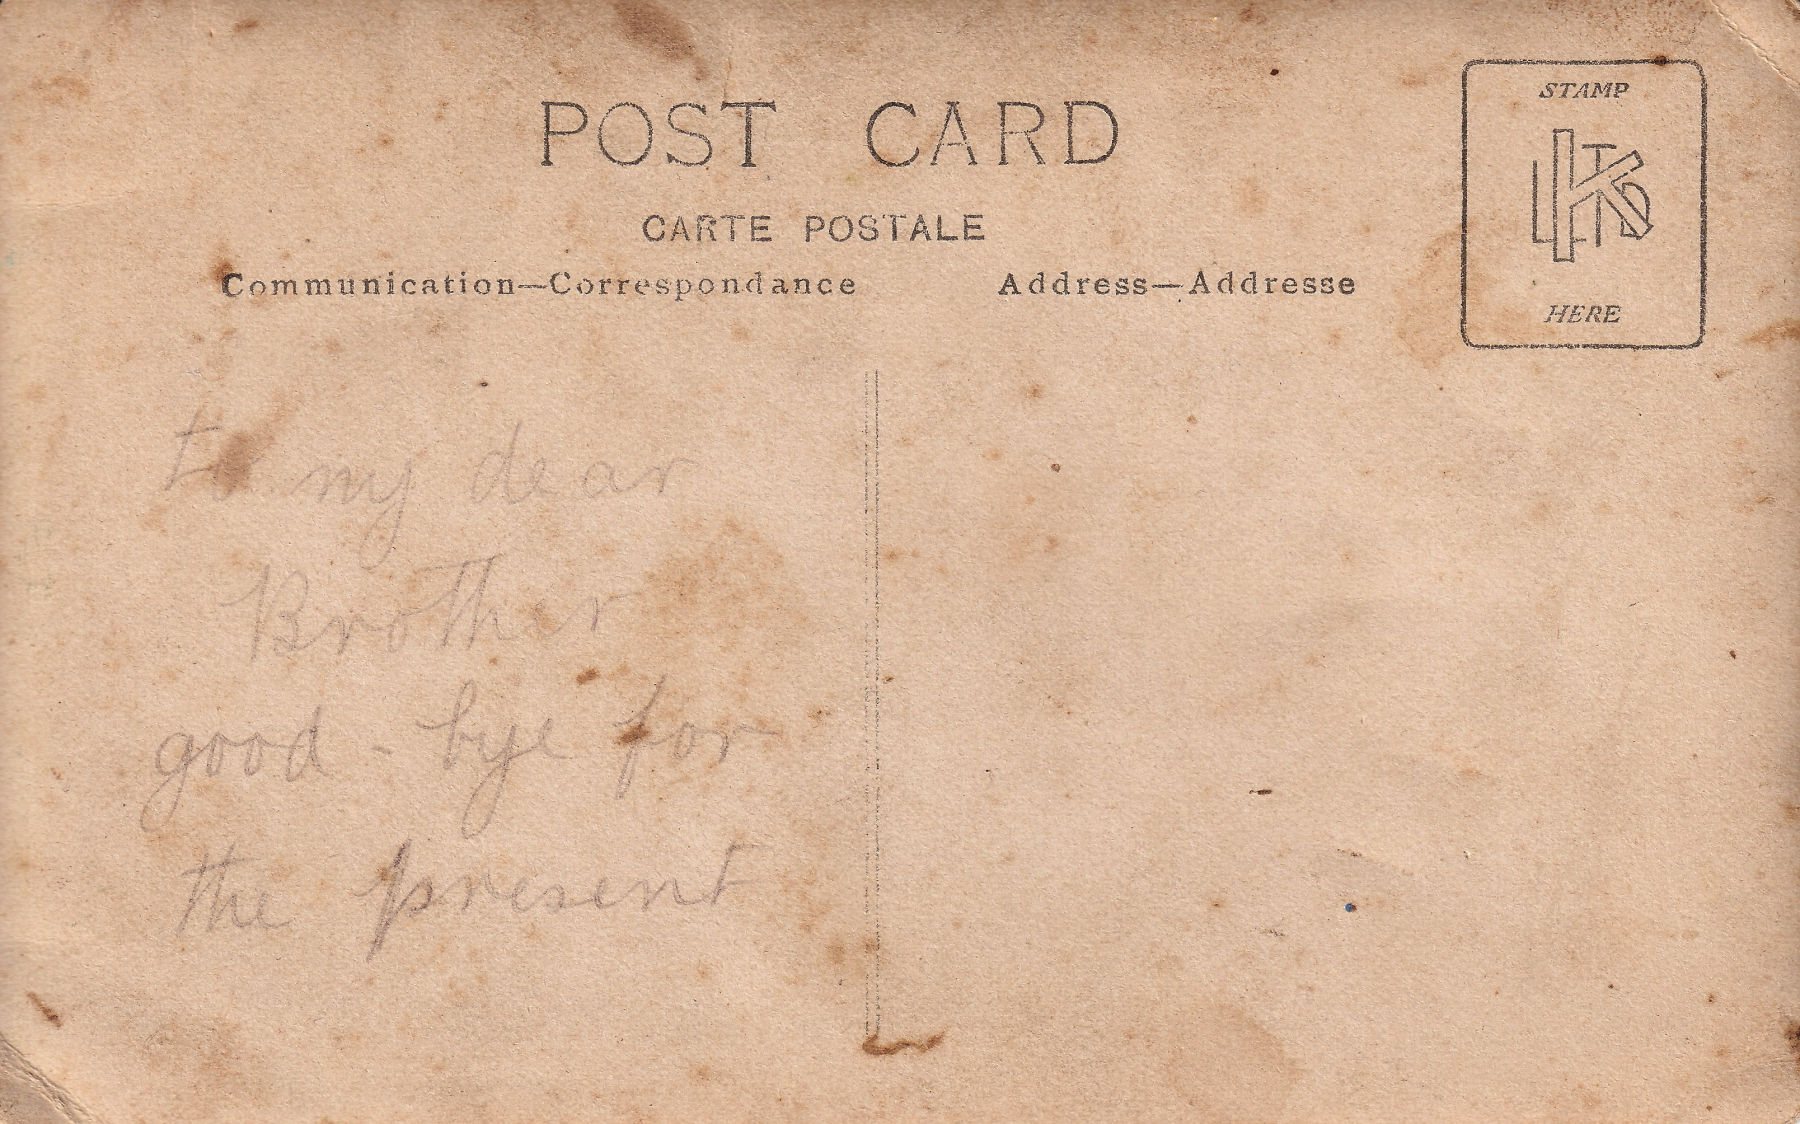 POST CARD
CARTE POSTALE
Communication—Correspondance
Address—Addresse
STAMP
K LTD
HERE
to my dear
Brother
good - bye for
the present